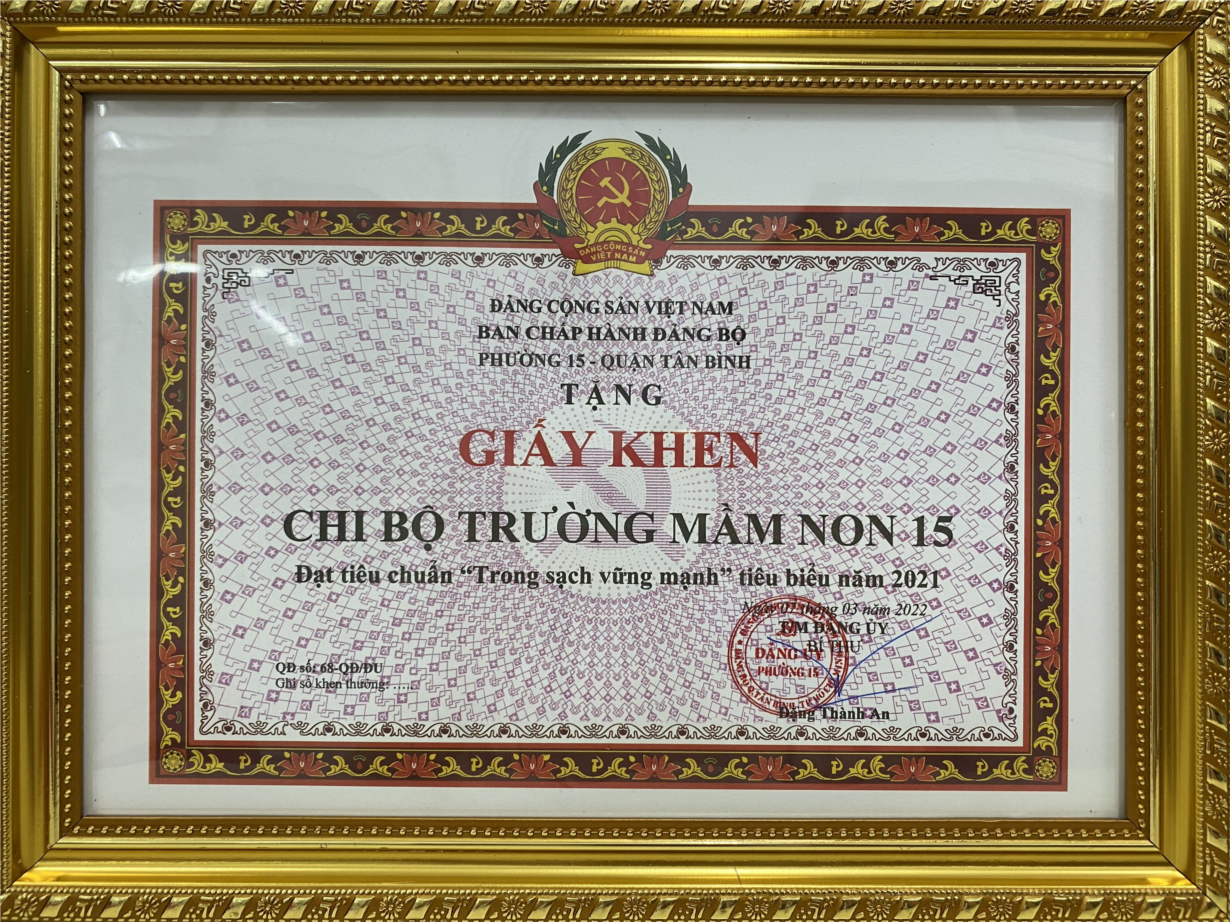 ĐẢNG CỘNG SẢN
VIỆT NAM
ĐẢNG CỘNG SẢN VIỆT NAM
BAN CHẤP HÀNH ĐẢNG BỘ
PHƯỜNG 15 - QUẬN TÂN BÌNH
TẶNG
GIẤY KHEN
CHI BỘ TRƯỜNG MẦM NON 15
Đạt tiêu chuẩn “Trong sạch vững mạnh” tiêu biểu năm 2021
Ngày 07 tháng 03 năm 2022
T/M ĐẢNG ỦY
BÍ THƯ
ĐẢNG ỦY
PHƯỜNG 15
QĐ số: 68-QĐ/ĐU
Ghi sổ khen thưởng: .....
Đặng Thành An